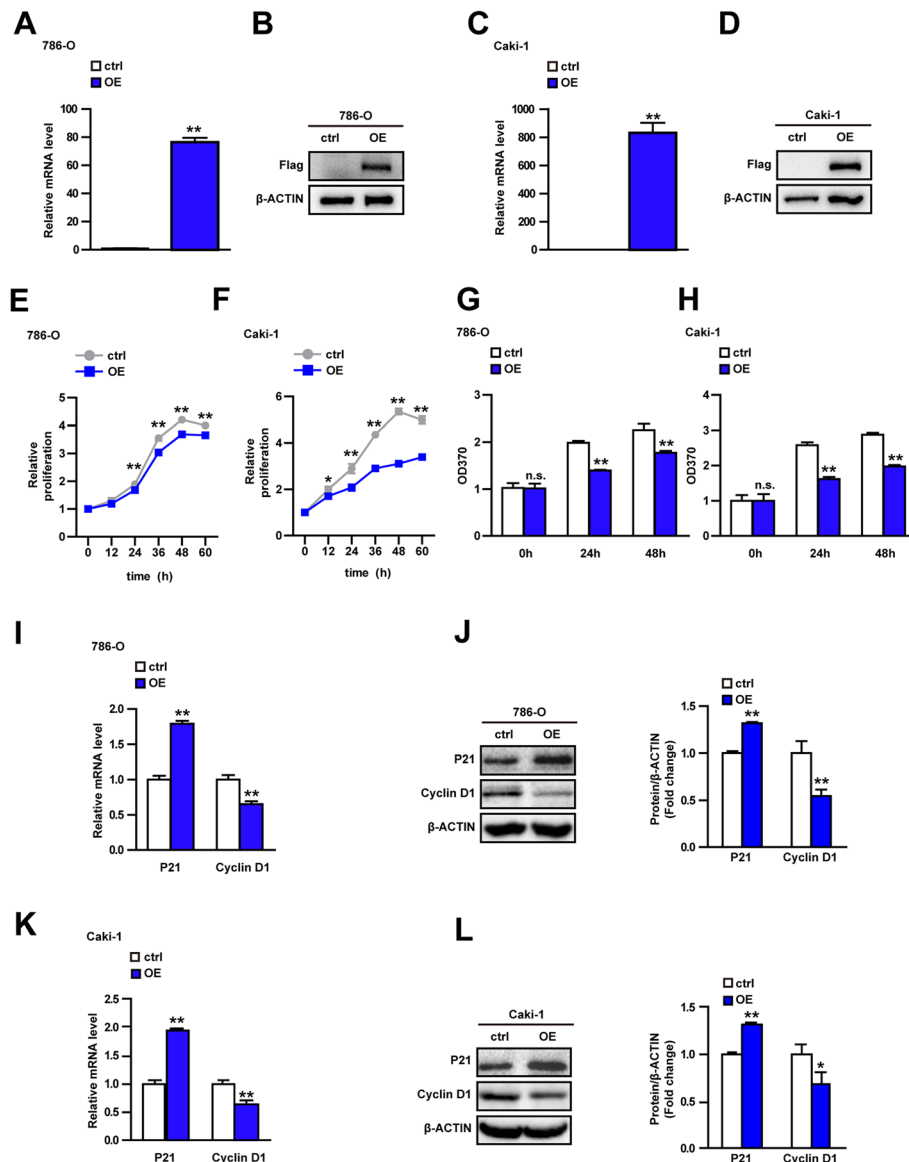 A
786-O
ctrl
OE
Relative mRNA level
100
80
60
40
20
0
**
B
786-O
ctrl OE
Flag
β-ACTIN
C
Caki-1
ctrl
OE
Relative mRNA level
1000
800
600
400
200
0
**
D
Caki-1
ctrl OE
Flag
β-ACTIN
E
786-O
ctrl
OE
Relative
proliferation
5
4
3
2
1
0
** ** ** **
0 12 24 36 48 60
time (h)
F
Caki-1
ctrl
OE
Relative
proliferation
6
4
2
0
* ** ** ** **
0 12 24 36 48 60
time (h)
G
786-O
ctrl
OE
OD370
3
2
1
0
n.s. ** **
0h 24h 48h
H
Caki-1
ctrl
OE
OD370
4
3
2
1
0
n.s. ** **
0h 24h 48h
I
786-O
ctrl
OE
Relative mRNA level
2.0
1.5
1.0
0.5
0.0
** **
P21 Cyclin D1
J
786-O
ctrl OE
P21
Cyclin D1
β-ACTIN
ctrl
OE
Protein/β-ACTIN
(Fold change)
1.5
1.0
0.5
0.0
** **
P21 Cyclin D1
K
Caki-1
ctrl
OE
Relative mRNA level
2.5
2.0
1.5
1.0
0.5
0.0
** **
P21 Cyclin D1
L
Caki-1
ctrl OE
P21
Cyclin D1
β-ACTIN
ctrl
OE
Protein/β-ACTIN
(Fold change)
1.5
1.0
0.5
0.0
** *
P21 Cyclin D1